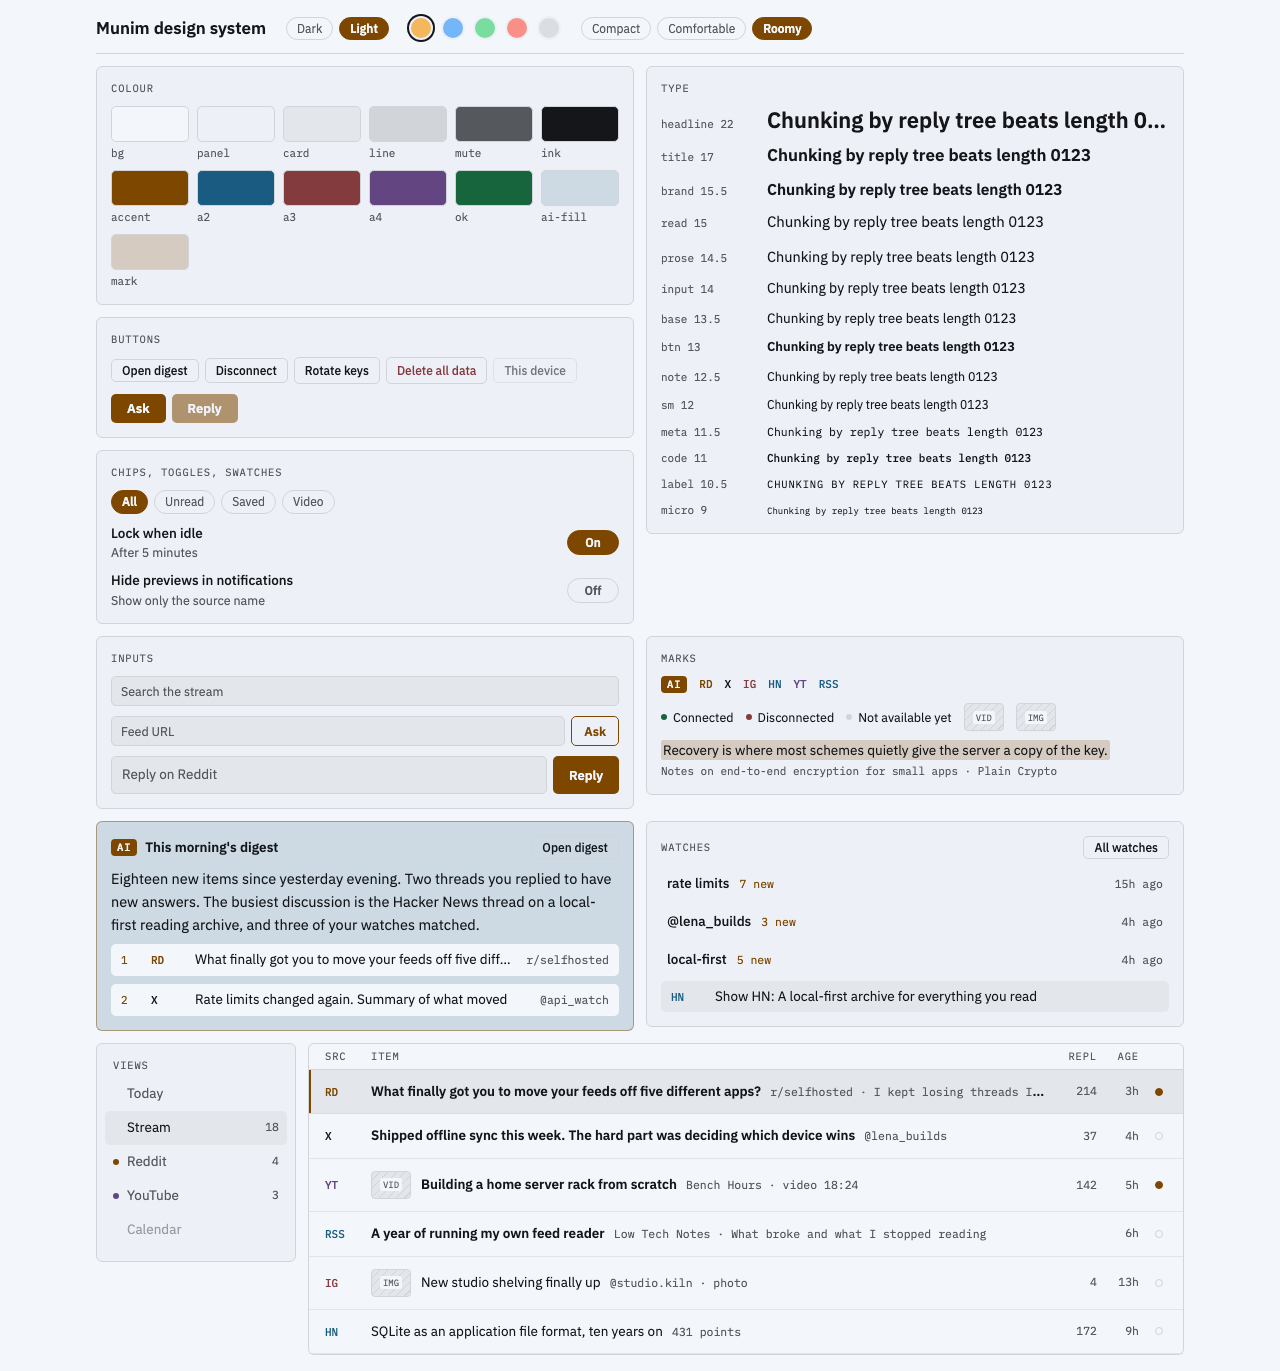 Munim design system
Dark Light
Compact Comfortable Roomy
COLOUR
bg panel card line mute ink
accent a2 a3 a4 ok ai-fill
mark
TYPE
headline 22 Chunking by reply tree beats length 0...
title 17 Chunking by reply tree beats length 0123
brand 15.5 Chunking by reply tree beats length 0123
read 15 Chunking by reply tree beats length 0123
prose 14.5 Chunking by reply tree beats length 0123
input 14 Chunking by reply tree beats length 0123
base 13.5 Chunking by reply tree beats length 0123
btn 13 Chunking by reply tree beats length 0123
note 12.5 Chunking by reply tree beats length 0123
sm 12 Chunking by reply tree beats length 0123
meta 11.5 Chunking by reply tree beats length 0123
code 11 Chunking by reply tree beats length 0123
label 10.5 CHUNKING BY REPLY TREE BEATS LENGTH 0123
micro 9 Chunking by reply tree beats length 0123
BUTTONS
Open digest Disconnect Rotate keys Delete all data This device
Ask Reply
CHIPS, TOGGLES, SWATCHES
All Unread Saved Video
Lock when idle
After 5 minutes
On
Hide previews in notifications
Show only the source name
Off
INPUTS
Search the stream
Feed URL Ask
Reply on Reddit Reply
MARKS
AI RD X IG HN YT RSS
Connected Disconnected Not available yet VID IMG
Recovery is where most schemes quietly give the server a copy of the key.
Notes on end-to-end encryption for small apps · Plain Crypto
AI This morning's digest Open digest
Eighteen new items since yesterday evening. Two threads you replied to have
new answers. The busiest discussion is the Hacker News thread on a local-
first reading archive, and three of your watches matched.
1 RD What finally got you to move your feeds off five diff... r/selfhosted
2 X Rate limits changed again. Summary of what moved @api_watch
WATCHES All watches
rate limits 7 new 15h ago
@lena_builds 3 new 4h ago
local-first 5 new 4h ago
HN Show HN: A local-first archive for everything you read
VIEWS
Today
Stream 18
Reddit 4
YouTube 3
Calendar
SRC ITEM REPL AGE
RD What finally got you to move your feeds off five different apps? r/selfhosted · I kept losing threads I... 214 3h
X Shipped offline sync this week. The hard part was deciding which device wins @lena_builds 37 4h
YT VID Building a home server rack from scratch Bench Hours · video 18:24 142 5h
RSS A year of running my own feed reader Low Tech Notes · What broke and what I stopped reading 6h
IG IMG New studio shelving finally up @studio.kiln · photo 4 13h
HN SQLite as an application file format, ten years on 431 points 172 9h